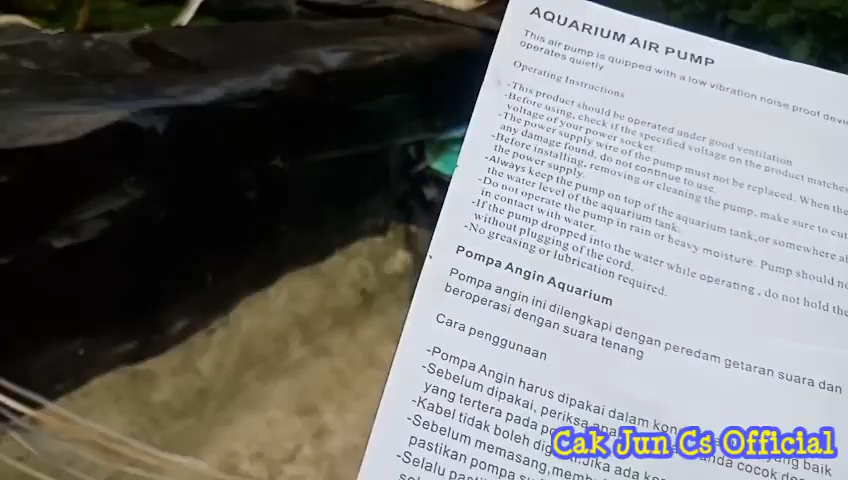 AQUARIUM AIR PUMP
This air pump is quipped with a low vibration noise proof
operates quietly
Operating Instructions
-This product should be operated under good ventilation
-Before using, check if the specified voltage on the product matches
voltage of your power socket.
-The power supply wire of the pump must not be replaced. When the
any damage found, do not continue to use.
-Before installing, removing or cleaning the pump, make sure to cut
the power supply.
-Always keep the pump on top of the aquarium tank,or somewhere
the water level of the aquarium tank.
-Do not operate the pump in rain or heavy moisture. Pump should
in contact with water.
-If the pump dropped into the water while operating , do not hold the
without plugging of the cord.
-No greasing or lubrication required.
Pompa Angin Aquarium
Pompa angin ini dilengkapi dengan peredam getaran suara dan
beroperasi dengan suara tenang
Cara penggunaan
-Pompa Angin harus dipakai dalam yang baik
-Sebelum dipakai, periksa
yang tertera pada anda cocok
-Kabel tidak boleh Jika ada
-Sebelum memasang,
pastikan pompa
-Selalu
Cak Jun Cs Official